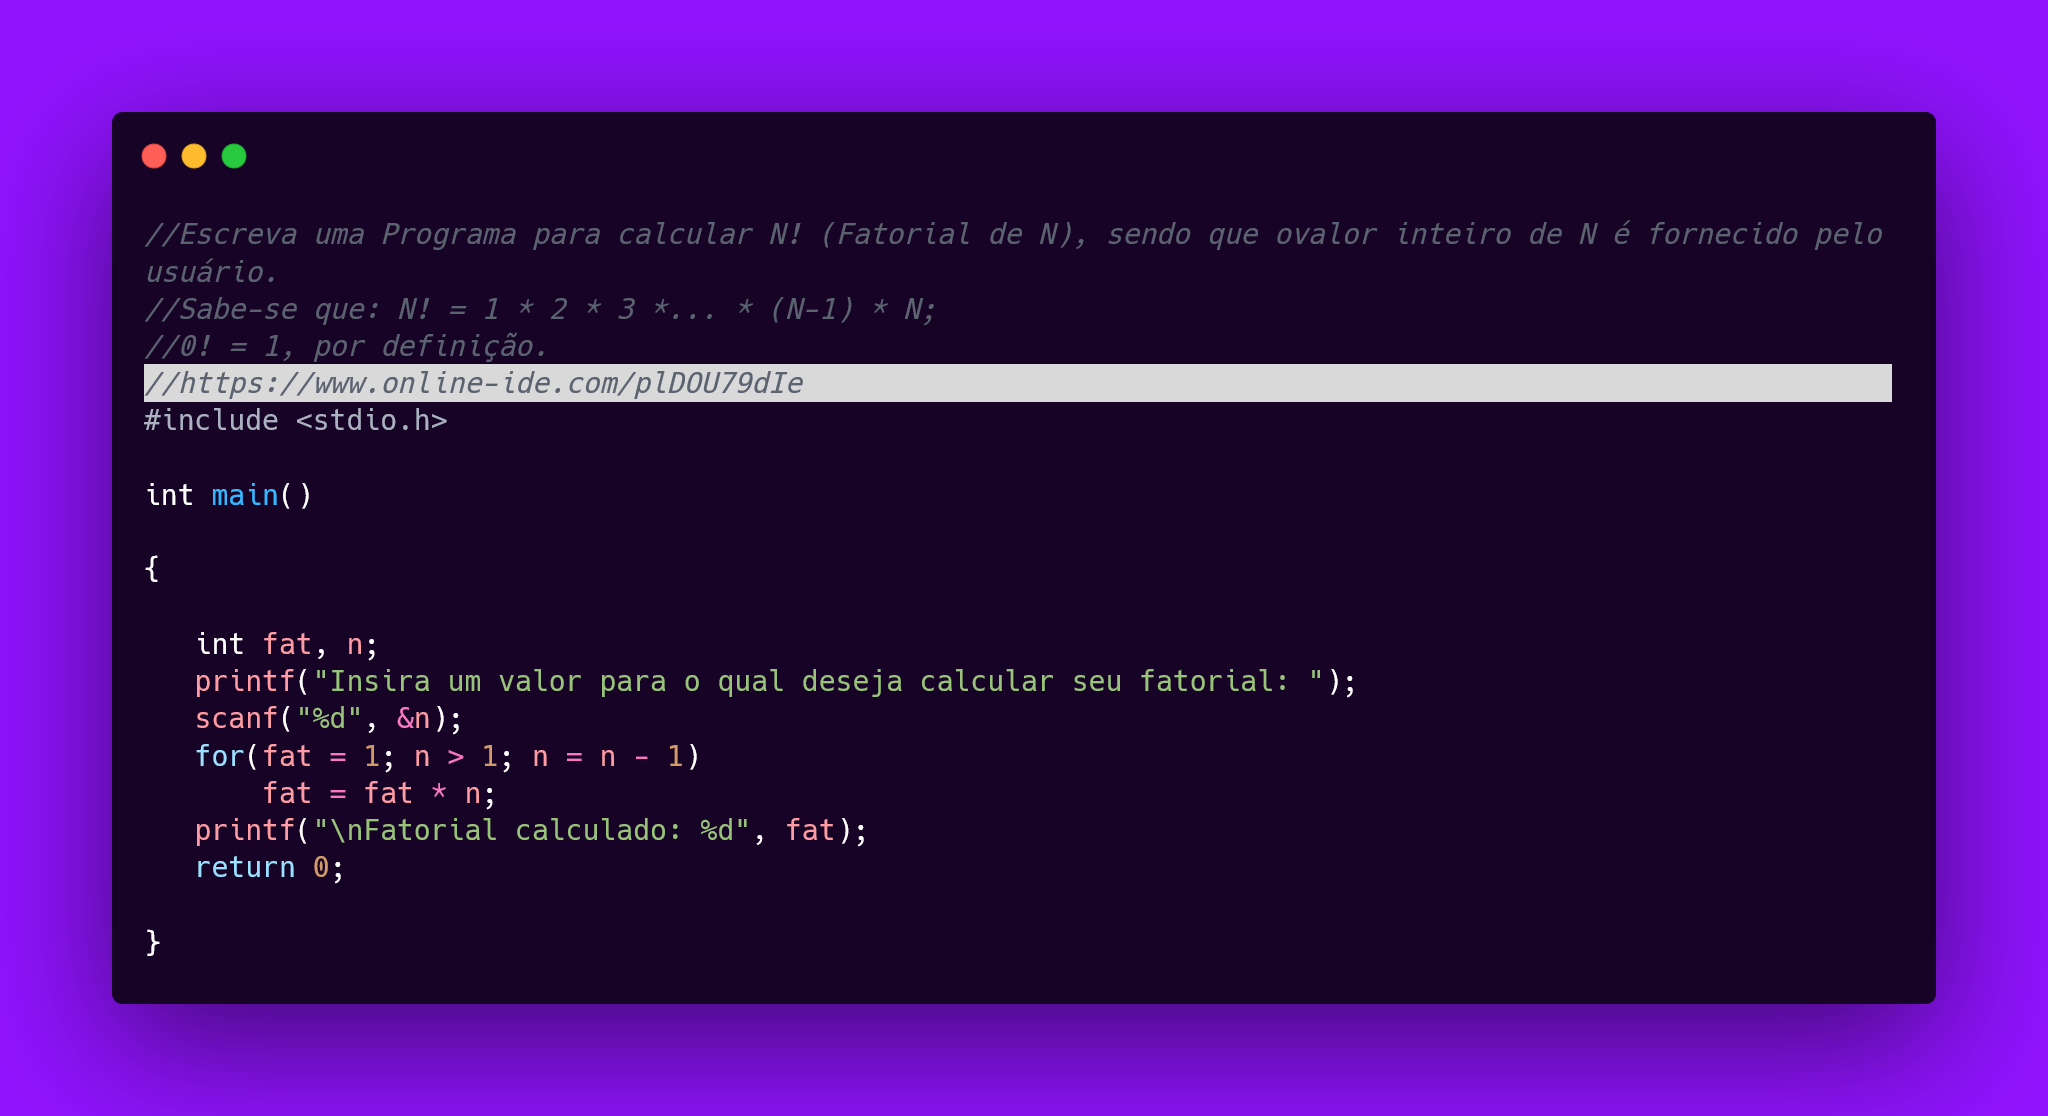 //Escreva uma Programa para calcular N! (Fatorial de N), sendo que ovalor inteiro de N é fornecido pelo
usuário.
//Sabe-se que: N! = 1 * 2 * 3 *... * (N-1) * N;
//0! = 1, por definição.
//https://www.online-ide.com/plDOU79dIe
#include <stdio.h>
int main()
{
int fat, n;
printf("Insira um valor para o qual deseja calcular seu fatorial: ");
scanf("%d", &n);
for(fat = 1; n > 1; n = n - 1)
fat = fat * n;
printf("\nFatorial calculado: %d", fat);
return 0;
}